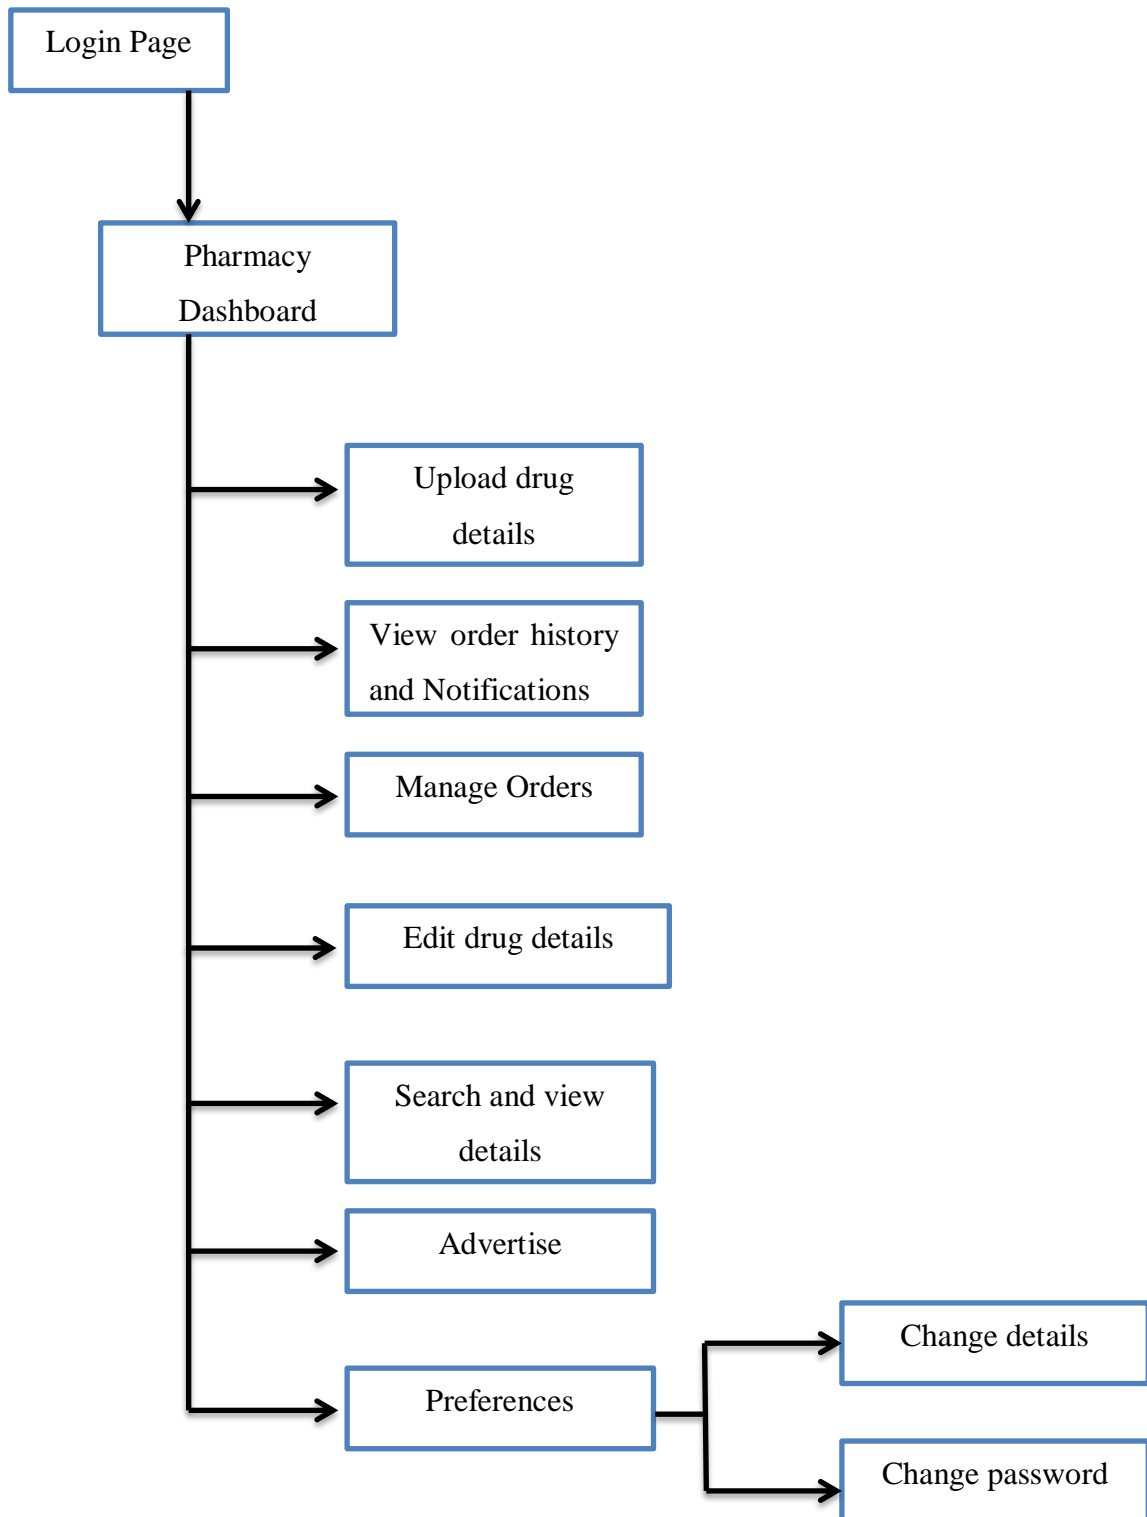 Login Page
Pharmacy
Dashboard
Upload drug
details
View order history
and Notifications
Manage Orders
Edit drug details
Search and view
details
Advertise
Preferences
Change details
Change password